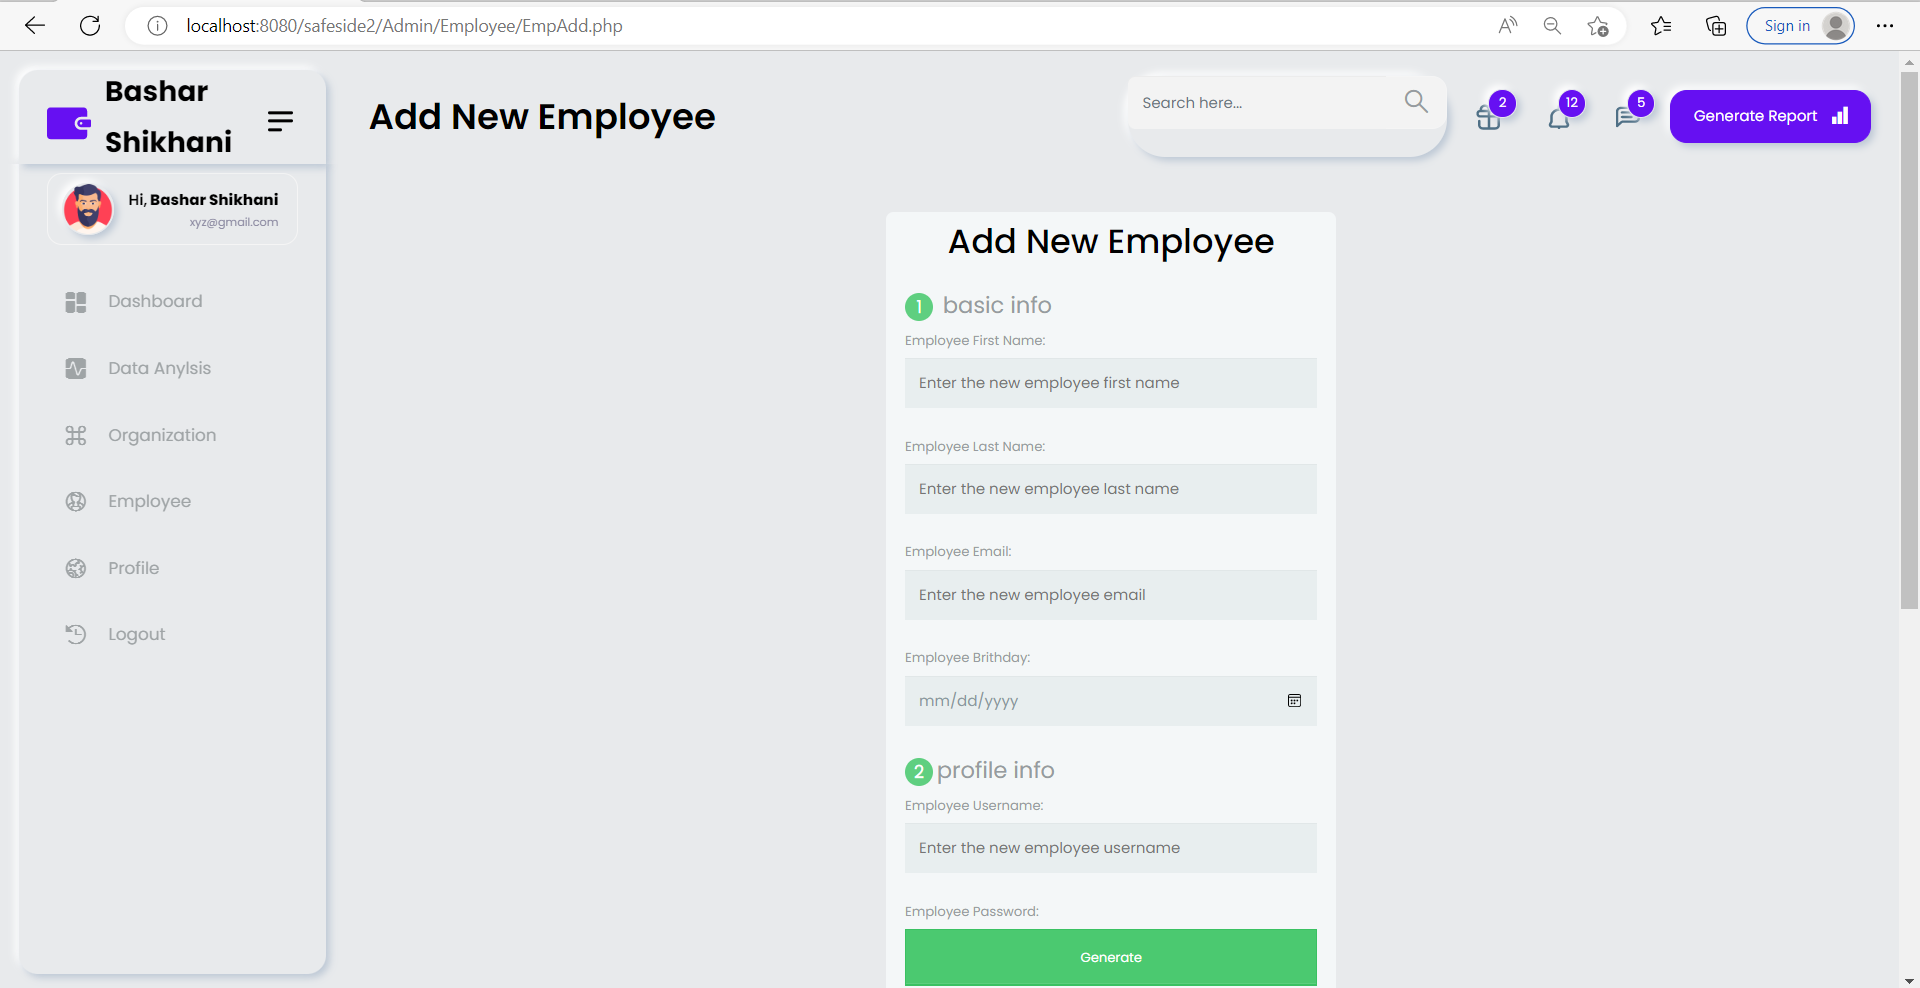 localhost:8080/safeside2/Admin/Employee/EmpAdd.php
Sign in
Bashar
Shikhani
Add New Employee
Search here...
2
12
5
Generate Report
Hi, Bashar Shikhani
xyz@gmail.com
Dashboard
Data Anylsis
Organization
Employee
Profile
Logout
Add New Employee
1 basic info
Employee First Name:
Enter the new employee first name
Employee Last Name:
Enter the new employee last name
Employee Email:
Enter the new employee email
Employee Brithday:
mm/dd/yyyy
2 profile info
Employee Username:
Enter the new employee username
Employee Password:
Generate